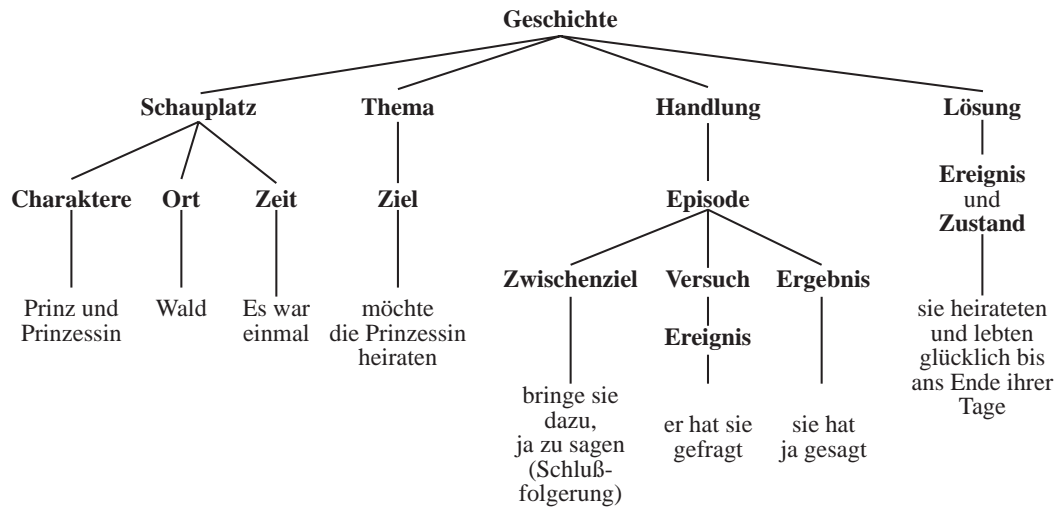 Geschichte
Schauplatz
Thema
Handlung
Lösung
Charaktere
Ort
Zeit
Ziel
Episode
Ereignis
und
Zustand
Zwischenziel
Versuch
Ergebnis
Ereignis
Prinz und
Prinzessin
Wald
Es war
einmal
möchte
die Prinzessin
heiraten
bringe sie
dazu,
ja zu sagen
(Schluß-
folgerung)
er hat sie
gefragt
sie hat
ja gesagt
sie heirateten
und lebten
glücklich bis
ans Ende ihrer
Tage